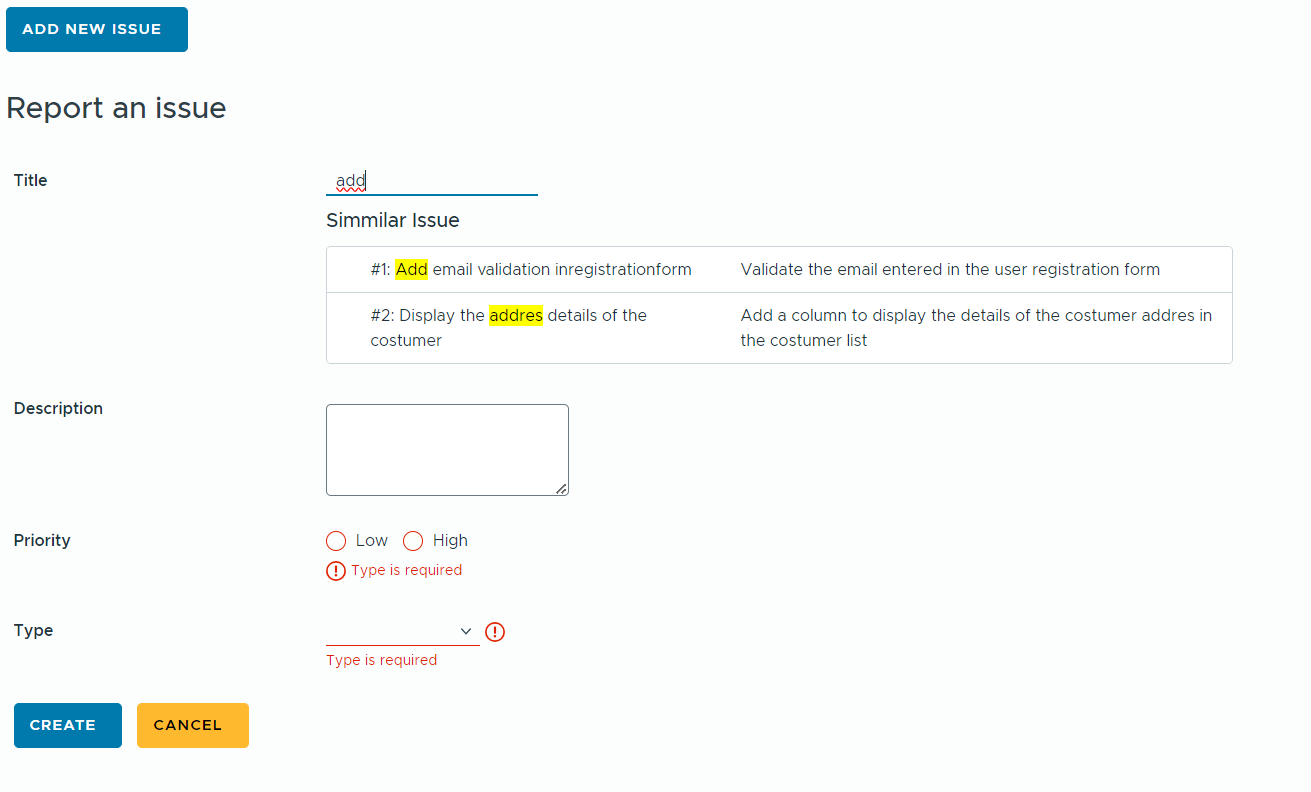 ADD NEW ISSUE
Report an issue
Title
add
Simmilar Issue
#1: Add email validation inregistrationform
Validate the email entered in the user registration form
#2: Display the addres details of the
costumer
Add a column to display the details of the costumer addres in
the costumer list
Description
Priority
Low
High
Type is required
Type
Type is required
CREATE
CANCEL